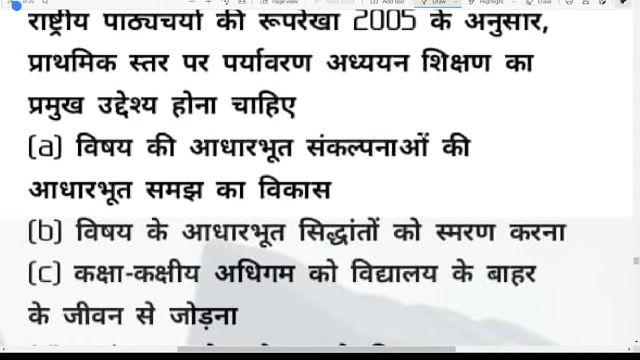 राष्ट्रीय पाठ्यचर्या की रूपरेखा 2005 के अनुसार,
प्राथमिक स्तर पर पर्यावरण अध्ययन शिक्षण का
प्रमुख उद्देश्य होना चाहिए
(a) विषय की आधारभूत संकल्पनाओं की
आधारभूत समझ का विकास
(b) विषय के आधारभूत सिद्धांतों को स्मरण करना
(c) कक्षा-कक्षीय अधिगम को विद्यालय के बाहर
के जीवन से जोड़ना